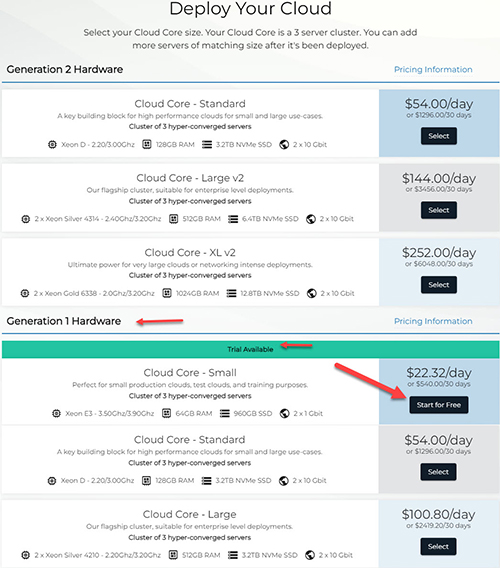 Deploy Your Cloud
Select your Cloud Core size. Your Cloud Core is a 3 server cluster. You can add
more servers of matching size after it's been deployed.
Generation 2 Hardware
Pricing Information
Cloud Core - Standard
A key building block for high performance clouds for small and large use-cases.
Cluster of 3 hyper-converged servers
Xeon D - 2.20/3.00Ghz 128GB RAM 3.2TB NVMe SSD 2 x 10 Gbit
$54.00/day
or $1296.00/30 days
Select
Cloud Core - Large v2
Our flagship cluster, suitable for enterprise level deployments.
Cluster of 3 hyper-converged servers
2 x Xeon Silver 4314 - 2.40Ghz/3.20Ghz 512GB RAM 6.4TB NVMe SSD 2 x 10 Gbit
$144.00/day
or $3456.00/30 days
Select
Cloud Core - XL v2
Ultimate power for very large clouds or networking intense deployments.
Cluster of 3 hyper-converged servers
2 x Xeon Gold 6338 - 2.0Ghz/3.20Ghz 1024GB RAM 12.8TB NVMe SSD 2 x 10 Gbit
$252.00/day
or $6048.00/30 days
Select
Generation 1 Hardware
Pricing Information
Trial Available
Cloud Core - Small
Perfect for small production clouds, test clouds, and training purposes.
Cluster of 3 hyper-converged servers
Xeon E3 - 3.50Ghz/3.90Ghz 64GB RAM 960GB SSD 2 x 1 Gbit
$22.32/day
or $540.00/30 days
Start for Free
Cloud Core - Standard
A key building block for high performance clouds for small and large use-cases.
Cluster of 3 hyper-converged servers
Xeon D - 2.20/3.00Ghz 128GB RAM 3.2TB NVMe SSD 2 x 10 Gbit
$54.00/day
or $1296.00/30 days
Select
Cloud Core - Large
Our flagship cluster, suitable for enterprise level deployments.
Cluster of 3 hyper-converged servers
2 x Xeon Silver 4210 - 2.20Ghz/3.20Ghz 512GB RAM 3.2TB NVMe SSD 2 x 10 Gbit
$100.80/day
or $2419.20/30 days
Select